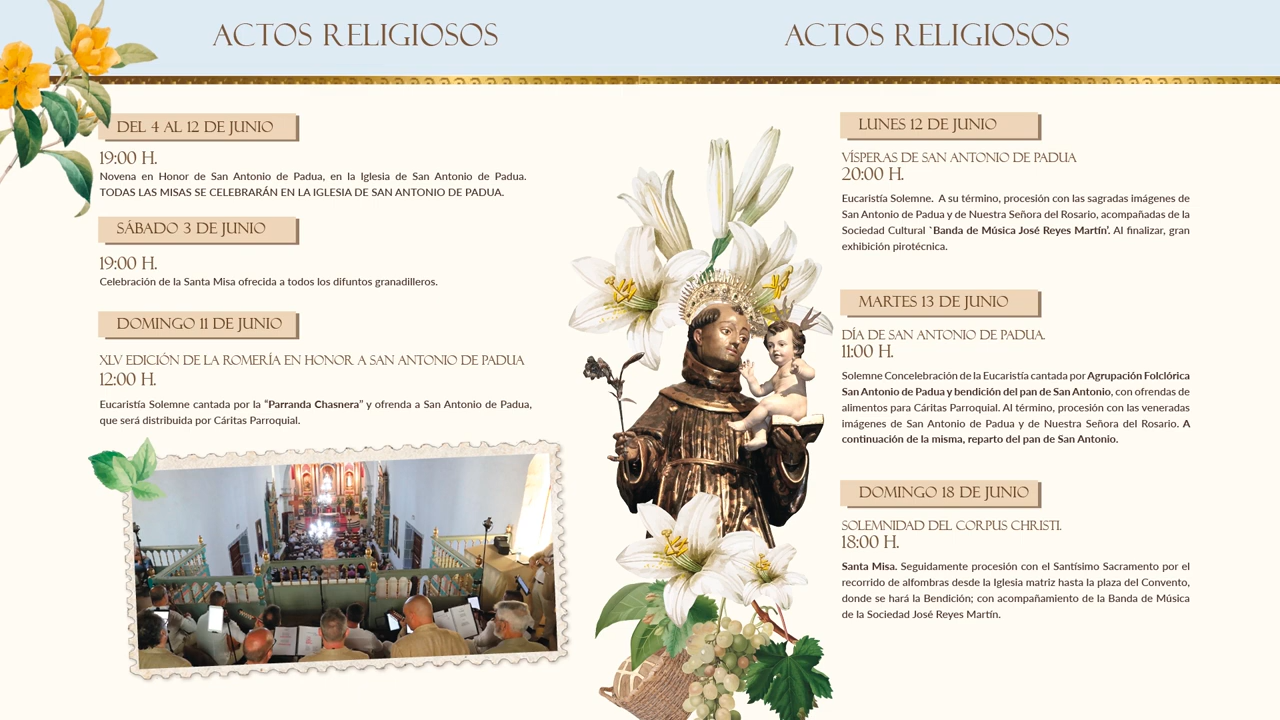 ACTOS RELIGIOSOS
DEL 4 AL 12 DE JUNIO
19:00 H.
Novena en Honor de San Antonio de Padua, en la Iglesia de San Antonio de Padua.
TODAS LAS MISAS SE CELEBRARÁN EN LA IGLESIA DE SAN ANTONIO DE PADUA.
SÁBADO 3 DE JUNIO
19:00 H.
Celebración de la Santa Misa ofrecida a todos los difuntos granadilleros.
DOMINGO 11 DE JUNIO
XLV EDICIÓN DE LA ROMERÍA EN HONOR A SAN ANTONIO DE PADUA
12:00 H.
Eucaristía Solemne cantada por la “Parranda Chasnera” y ofrenda a San Antonio de Padua,
que será distribuida por Cáritas Parroquial.
ACTOS RELIGIOSOS
LUNES 12 DE JUNIO
VÍSPERAS DE SAN ANTONIO DE PADUA
20:00 H.
Eucaristía Solemne. A su término, procesión con las sagradas imágenes de
San Antonio de Padua y de Nuestra Señora del Rosario, acompañadas de la
Sociedad Cultural `Banda de Música José Reyes Martín’. Al finalizar, gran
exhibición pirotécnica.
MARTES 13 DE JUNIO
DÍA DE SAN ANTONIO DE PADUA.
11:00 H.
Solemne Concelebración de la Eucaristía cantada por Agrupación Folclórica
San Antonio de Padua y bendición del pan de San Antonio, con ofrendas de
alimentos para Cáritas Parroquial. Al término, procesión con las veneradas
imágenes de San Antonio de Padua y de Nuestra Señora del Rosario. A
continuación de la misma, reparto del pan de San Antonio.
DOMINGO 18 DE JUNIO
SOLEMNIDAD DEL CORPUS CHRISTI.
18:00 H.
Santa Misa. Seguidamente procesión con el Santísimo Sacramento por el
recorrido de alfombras desde la Iglesia matriz hasta la plaza del Convento,
donde se hará la Bendición; con acompañamiento de la Banda de Música
de la Sociedad José Reyes Martín.